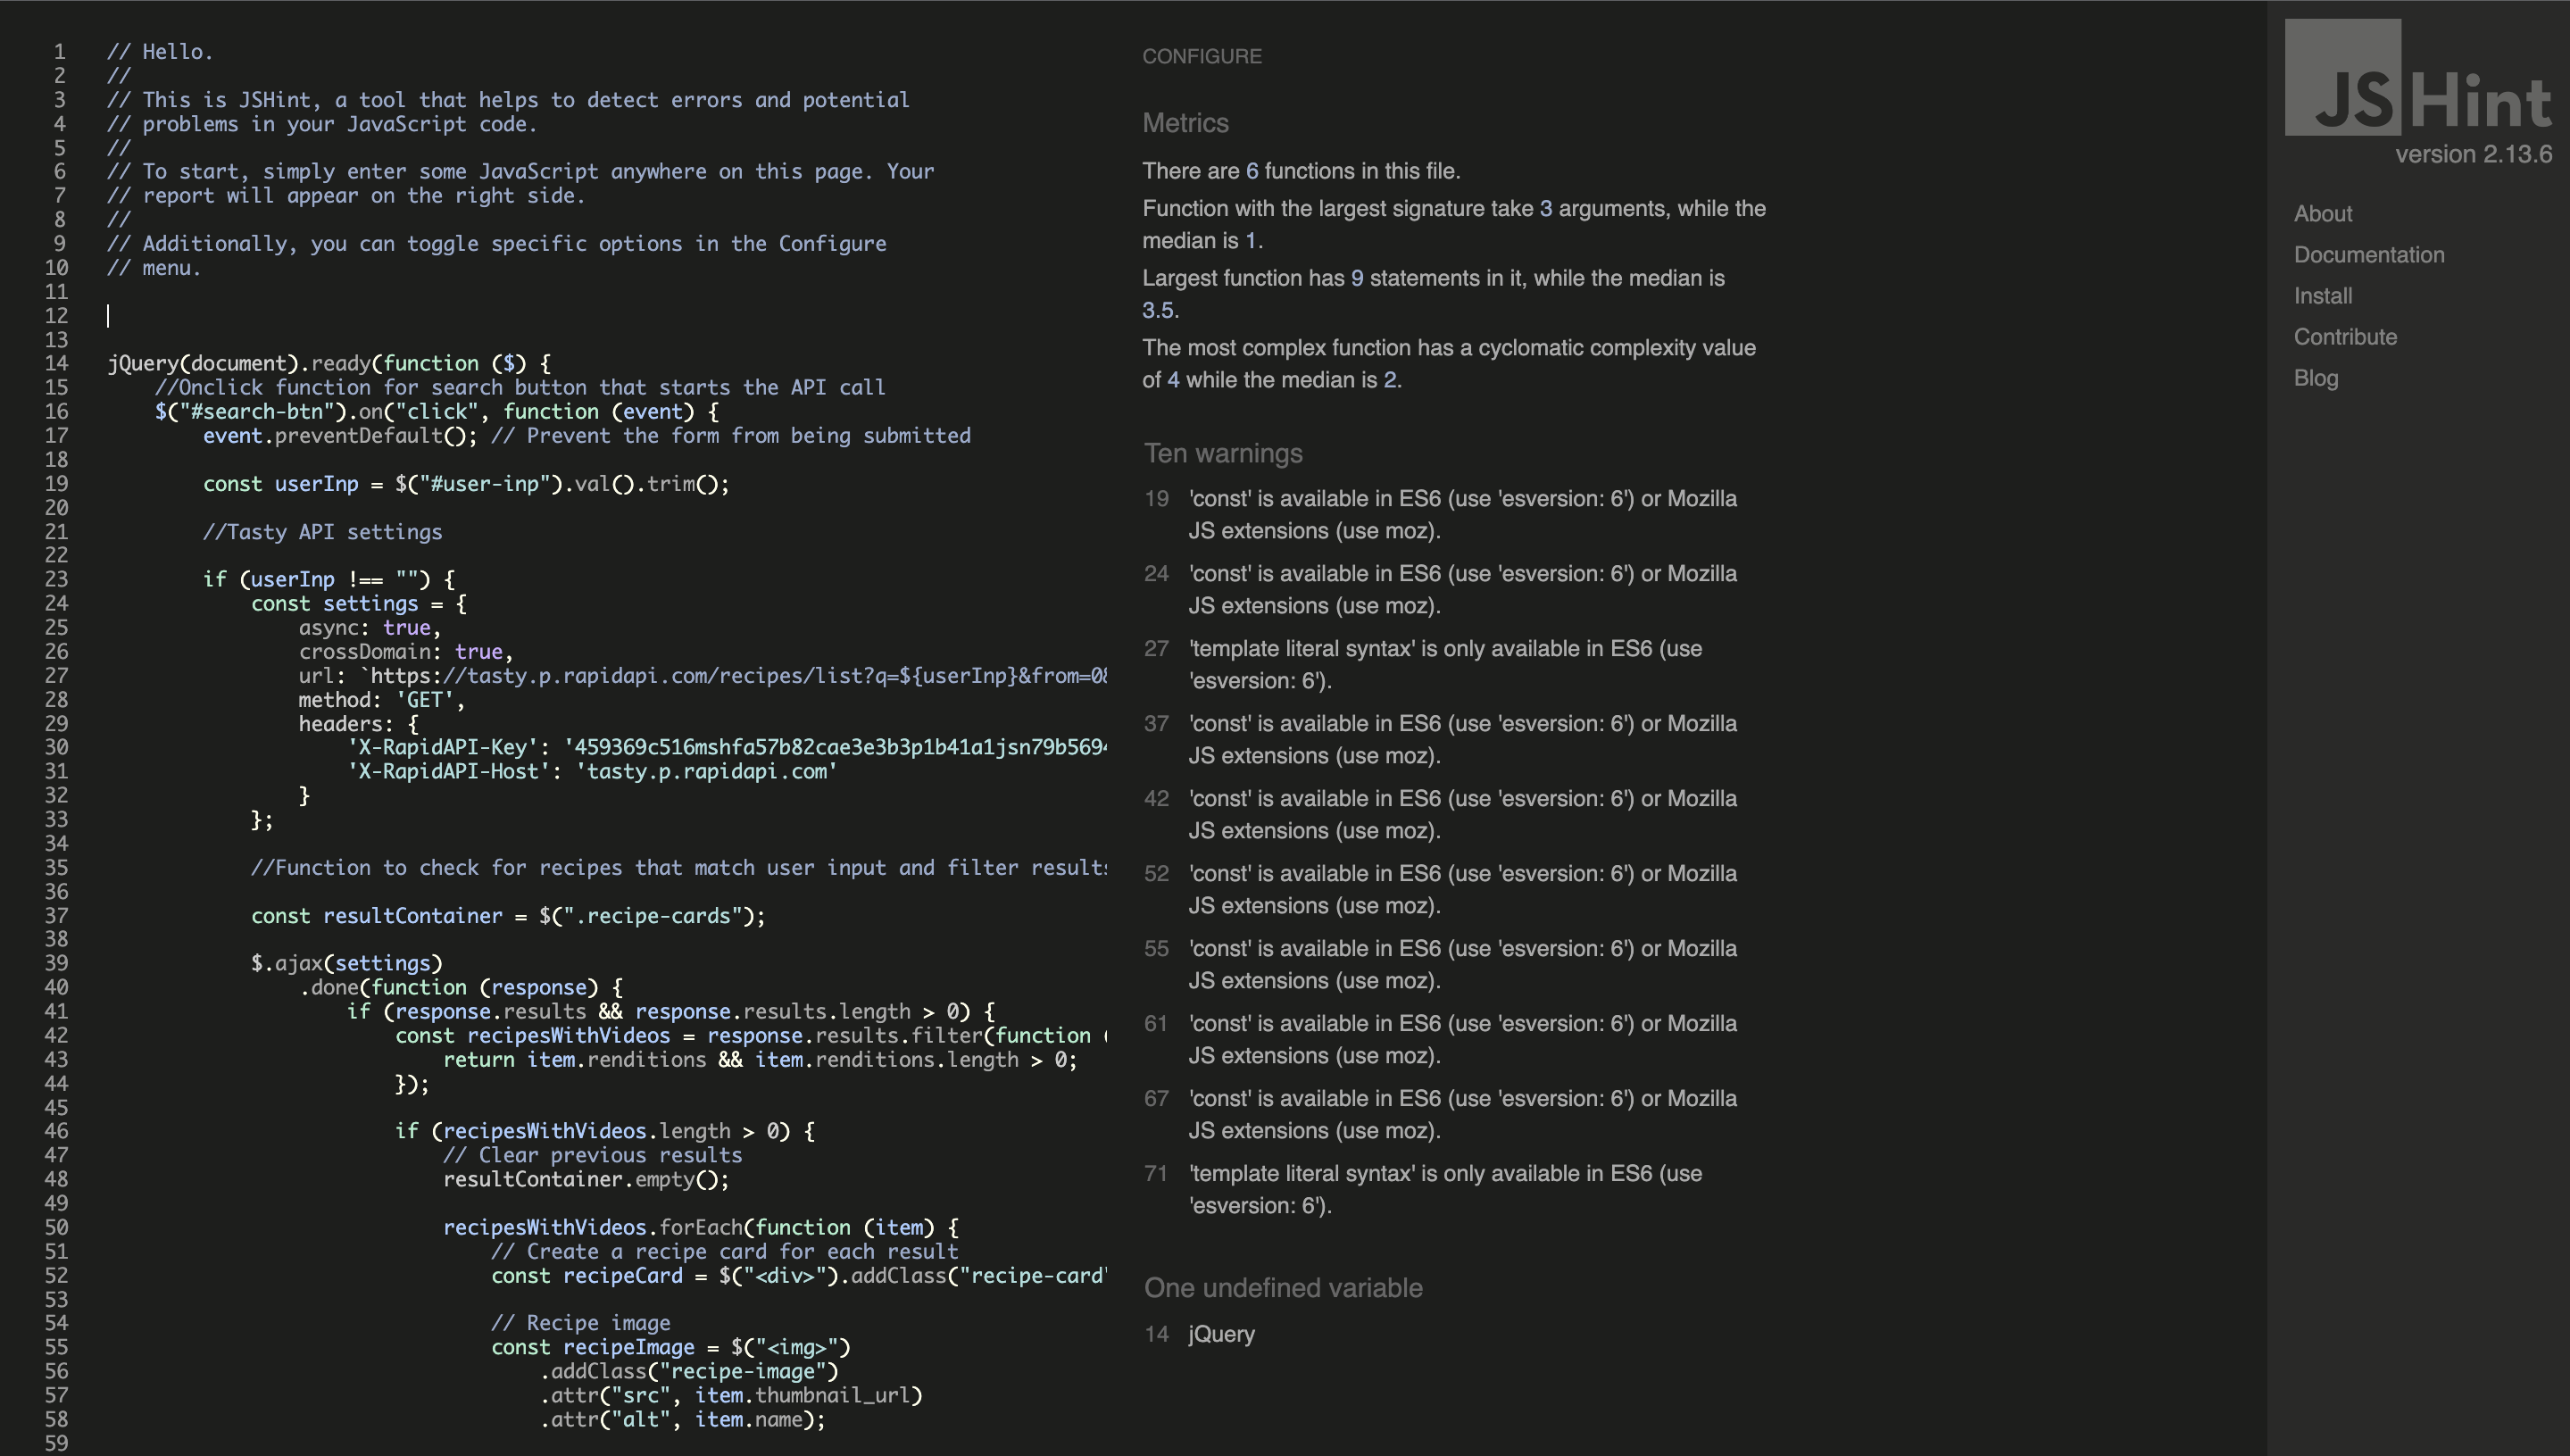 1 // Hello.
2 //
3 // This is JSHint, a tool that helps to detect errors and potential
4 // problems in your JavaScript code.
5 //
6 // To start, simply enter some JavaScript anywhere on this page. Your
7 // report will appear on the right side.
8 //
9 // Additionally, you can toggle specific options in the Configure
10 // menu.
11
12
13
14 jQuery(document).ready(function ($) {
15 //Onclick function for search button that starts the API call
16 $("#search-btn").on("click", function (event) {
17 event.preventDefault(); // Prevent the form from being submitted
18
19 const userInp = $("#user-inp").val().trim();
20
21 //Tasty API settings
22
23 if (userInp !== "") {
24 const settings = {
25 async: true,
26 crossDomain: true,
27 url: `https://tasty.p.rapidapi.com/recipes/list?q=${userInp}&from=0&
28 method: 'GET',
29 headers: {
30 'X-RapidAPI-Key': '459369c516mshfa57b82cae3e3b3p1b41a1jsn79b569
31 'X-RapidAPI-Host': 'tasty.p.rapidapi.com'
32 }
33 };
34
35 //Function to check for recipes that match user input and filter results
36
37 const resultContainer = $(".recipe-cards");
38
39 $.ajax(settings)
40 .done(function (response) {
41 if (response.results && response.results.length > 0) {
42 const recipesWithVideos = response.results.filter(function (
43 return item.renditions && item.renditions.length > 0;
44 });
45
46 if (recipesWithVideos.length > 0) {
47 // Clear previous results
48 resultContainer.empty();
49
50 recipesWithVideos.forEach(function (item) {
51 // Create a recipe card for each result
52 const recipeCard = $("<div>").addClass("recipe-card"
53
54 // Recipe image
55 const recipeImage = $("<img>")
56 .addClass("recipe-image")
57 .attr("src", item.thumbnail_url)
58 .attr("alt", item.name);
59
CONFIGURE
Metrics
There are 6 functions in this file.
Function with the largest signature take 3 arguments, while the
median is 1.
Largest function has 9 statements in it, while the median is
3.5.
The most complex function has a cyclomatic complexity value
of 4 while the median is 2.
Ten warnings
19 'const' is available in ES6 (use 'esversion: 6') or Mozilla
JS extensions (use moz).
24 'const' is available in ES6 (use 'esversion: 6') or Mozilla
JS extensions (use moz).
27 'template literal syntax' is only available in ES6 (use
'esversion: 6').
37 'const' is available in ES6 (use 'esversion: 6') or Mozilla
JS extensions (use moz).
42 'const' is available in ES6 (use 'esversion: 6') or Mozilla
JS extensions (use moz).
52 'const' is available in ES6 (use 'esversion: 6') or Mozilla
JS extensions (use moz).
55 'const' is available in ES6 (use 'esversion: 6') or Mozilla
JS extensions (use moz).
61 'const' is available in ES6 (use 'esversion: 6') or Mozilla
JS extensions (use moz).
67 'const' is available in ES6 (use 'esversion: 6') or Mozilla
JS extensions (use moz).
71 'template literal syntax' is only available in ES6 (use
'esversion: 6').
One undefined variable
14 jQuery
JSHint
version 2.13.6
About
Documentation
Install
Contribute
Blog